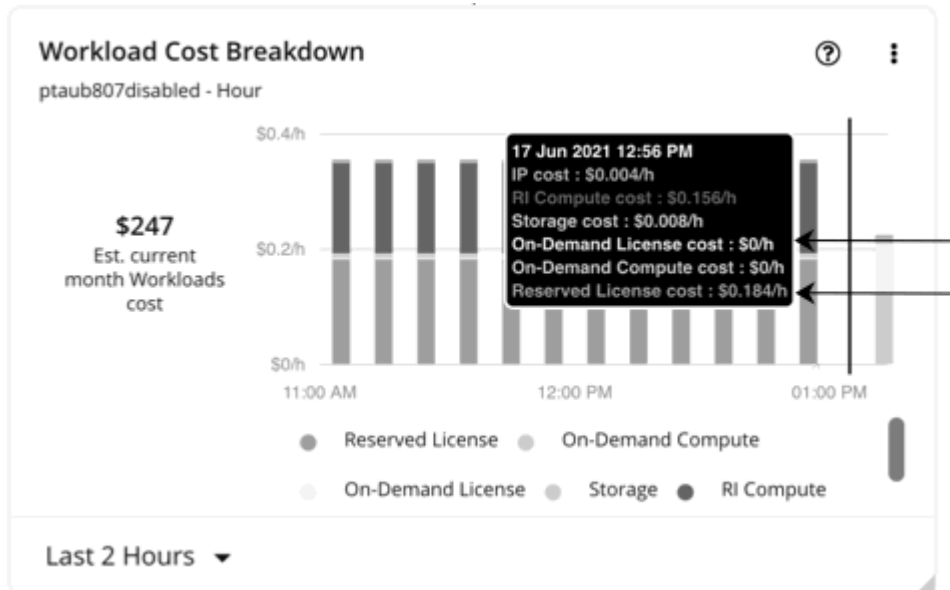 Workload Cost Breakdown
ptaub807disabled - Hour
$247
Est. current
month Workloads
cost
$0.4/h
$0.2/h
$0/h
17 Jun 2021 12:56 PM
IP cost : $0.004/h
RI Compute cost : $0.156/h
Storage cost : $0.008/h
On-Demand License cost : $0/h
On-Demand Compute cost : $0/h
Reserved License cost : $0.184/h
11:00 AM 12:00 PM 01:00 PM
Reserved License On-Demand Compute
On-Demand License Storage RI Compute
Last 2 Hours